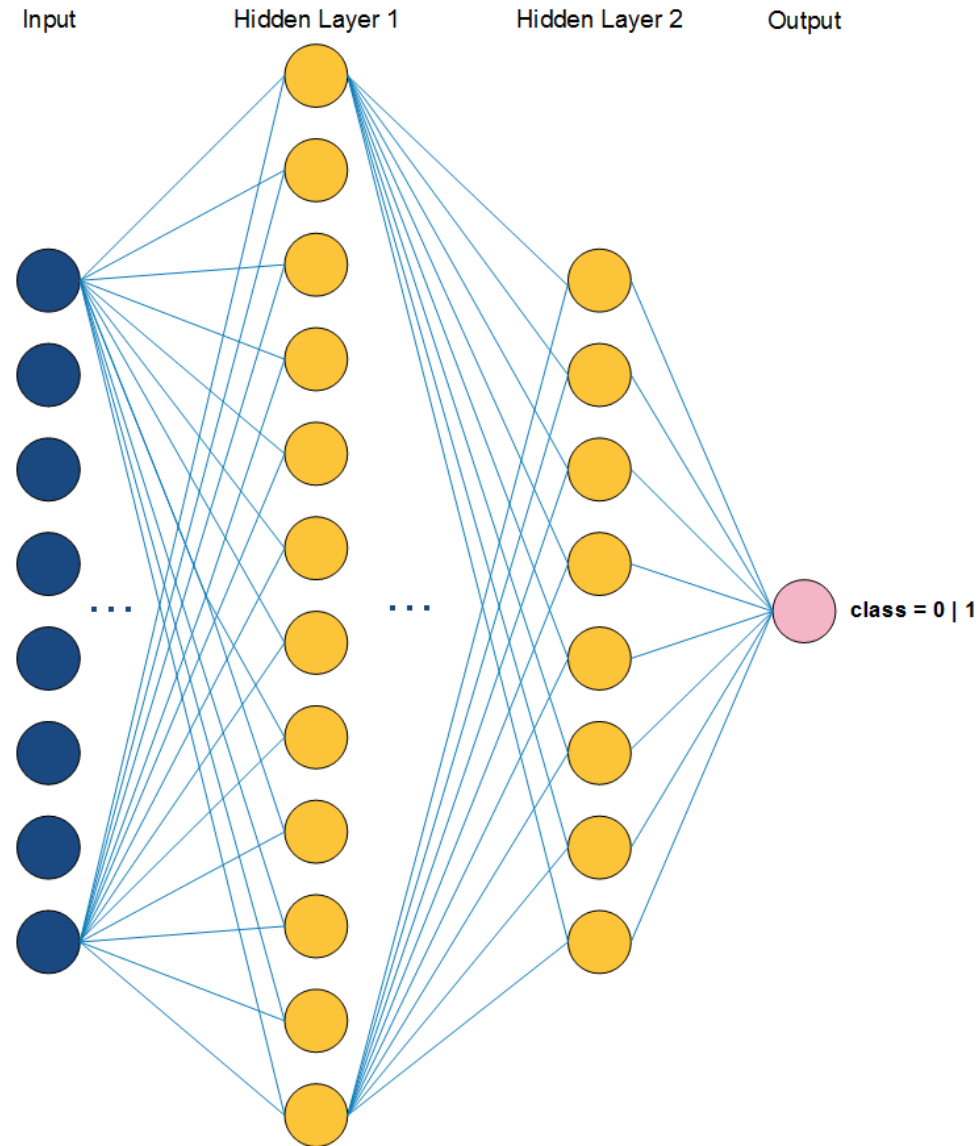 Input
Hidden Layer 1
Hidden Layer 2
Output
class = 0 | 1